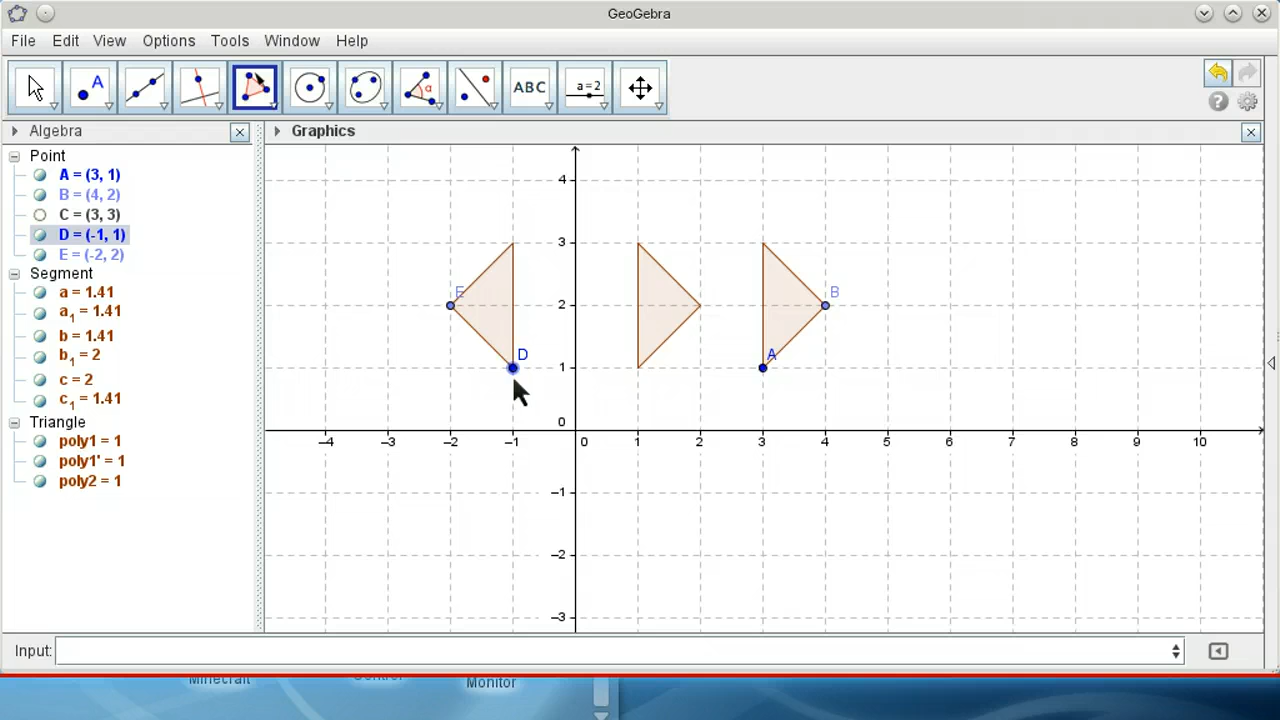 GeoGebra
File Edit View Options Tools Window Help
A α ABC a=2
Algebra Graphics
Point
A = (3, 1)
B = (4, 2)
C = (3, 3)
D = (-1, 1)
E = (-2, 2)
Segment
a = 1.41
a1 = 1.41
b = 1.41
b1 = 2
c = 2
c1 = 1.41
Triangle
poly1 = 1
poly1' = 1
poly2 = 1
4
3
E B
2
D A
1
0
–4 –3 –2 –1 0 1 2 3 4 5 6 7 8 9 10
–1
–2
–3
Input:
Minecraft Monitor